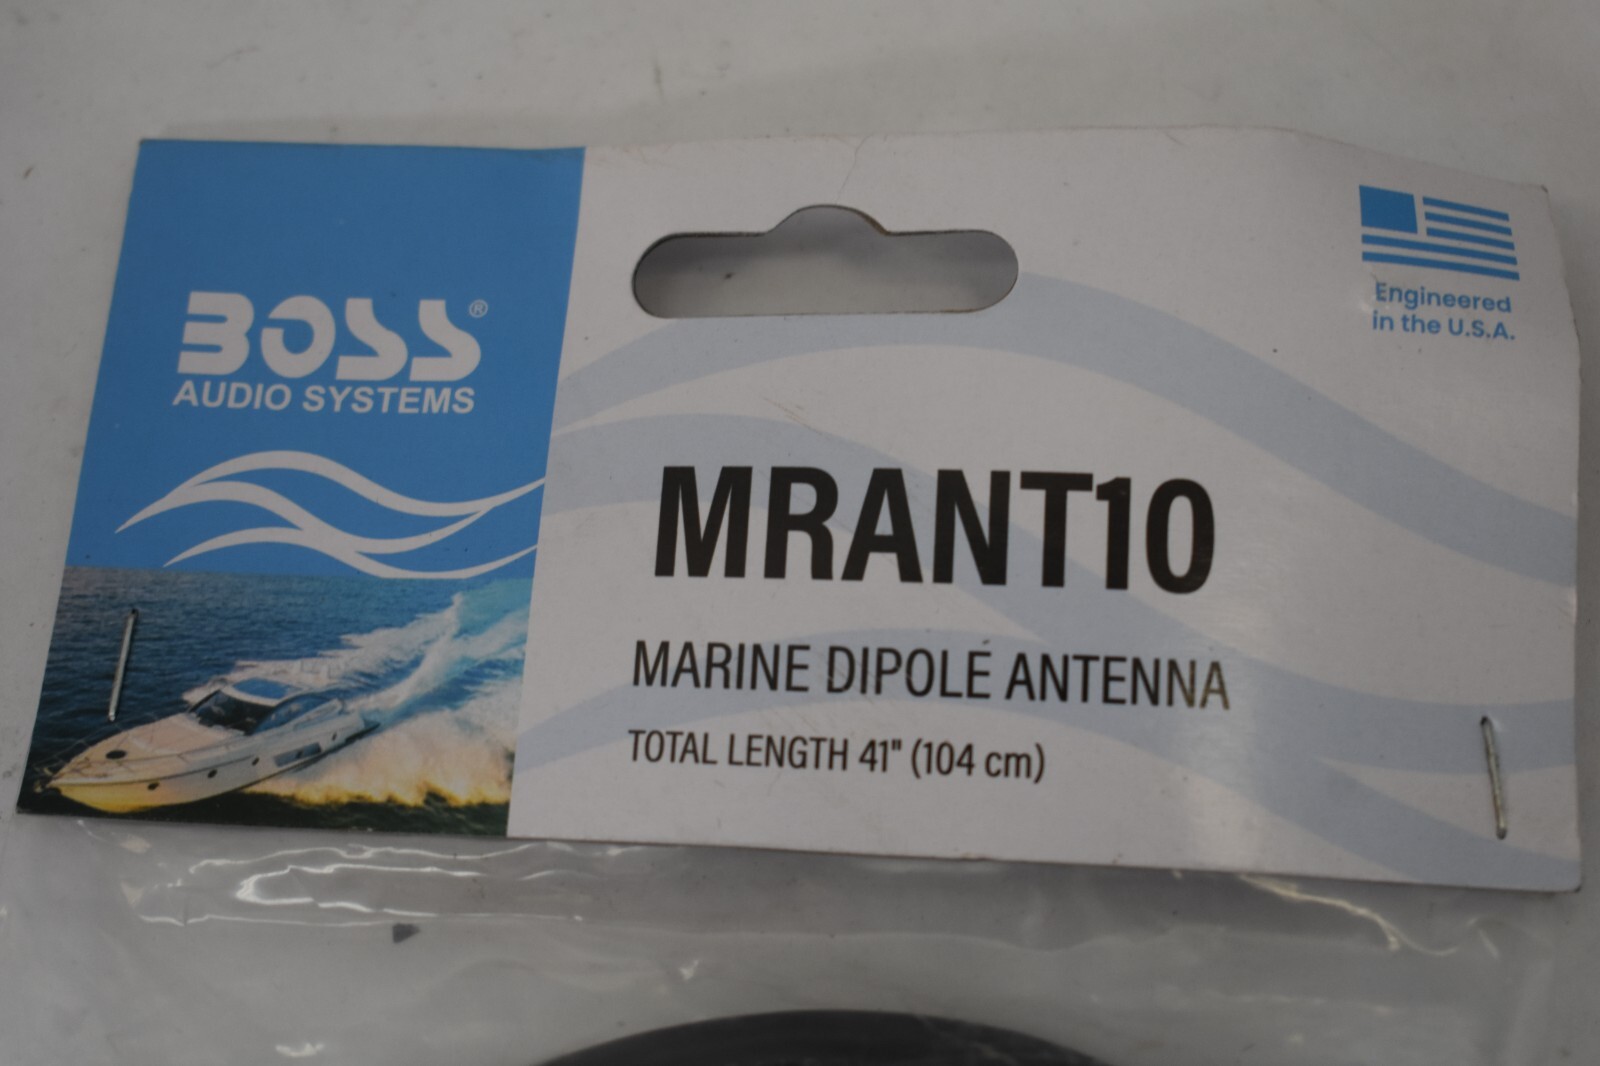 BOSS®
AUDIO SYSTEMS
Engineered
in the U.S.A.
MRANT10
MARINE DIPOLE ANTENNA
TOTAL LENGTH 41" (104 cm)